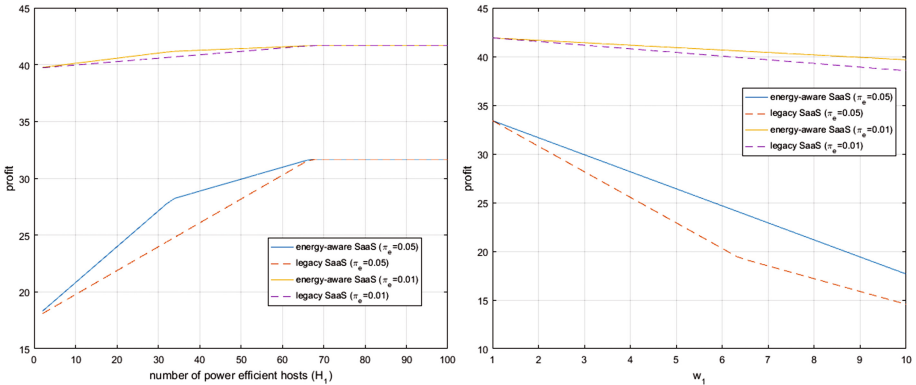 45
40
35
30
25
20
15
profit
0 10 20 30 40 50 60 70 80 90 100
number of power efficient hosts (H1)
energy-aware SaaS (πe=0.05)
legacy SaaS (πe=0.05)
energy-aware SaaS (πe=0.01)
legacy SaaS (πe=0.01)
45
40
35
30
25
20
15
10
profit
1 2 3 4 5 6 7 8 9 10
w1
energy-aware SaaS (πe=0.05)
legacy SaaS (πe=0.05)
energy-aware SaaS (πe=0.01)
legacy SaaS (πe=0.01)